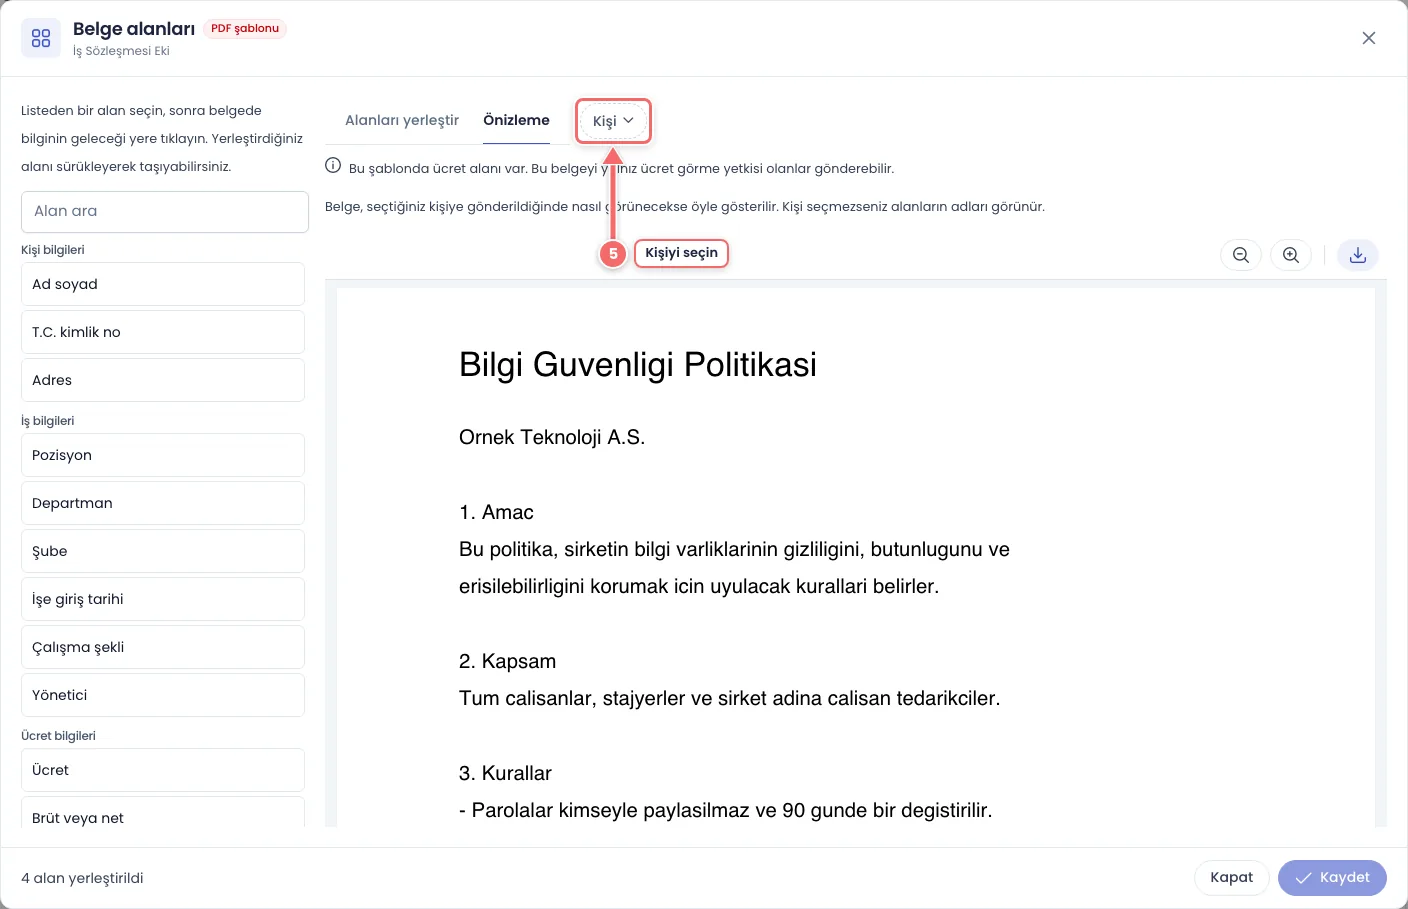 Belge alanları
PDF şablonu
İş Sözleşmesi Eki
Listeden bir alan seçin, sonra belgede
bilginin geleceği yere tıklayın. Yerleştirdiğiniz
alanı sürükleyerek taşıyabilirsiniz.
Alan ara
Kişi bilgileri
Ad soyad
T.C. kimlik no
Adres
İş bilgileri
Pozisyon
Departman
Şube
İşe giriş tarihi
Çalışma şekli
Yönetici
Ücret bilgileri
Ücret
Brüt veya net
Alanları yerleştir
Önizleme
Kişi
Bu şablonda ücret alanı var. Bu belgeyi yalnız ücret görme yetkisi olanlar gönderebilir.
Belge, seçtiğiniz kişiye gönderildiğinde nasıl görünecekse öyle gösterilir. Kişi seçmezseniz alanların adları görünür.
5
Kişiyi seçin
Bilgi Guvenligi Politikasi
Ornek Teknoloji A.S.
1. Amac
Bu politika, sirketin bilgi varliklarinin gizliligini, butunlugunu ve
erisilebilirligini korumak icin uyulacak kurallari belirler.
2. Kapsam
Tum calisanlar, stajyerler ve sirket adina calisan tedarikciler.
3. Kurallar
- Parolalar kimseyle paylasilmaz ve 90 gunde bir degistirilir.
4 alan yerleştirildi
Kapat
Kaydet